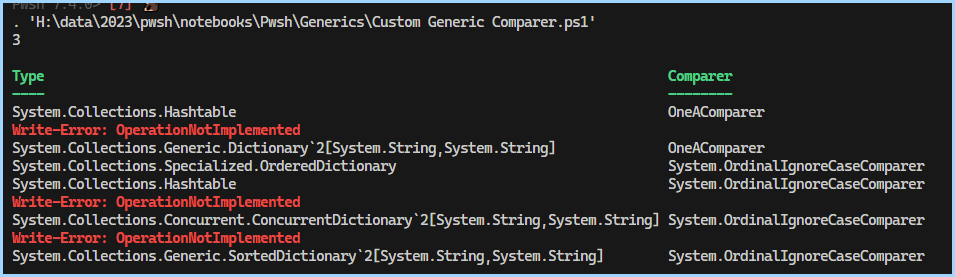 Pwsh 7.4.0> [7]
. 'H:\data\2023\pwsh\notebooks\Pwsh\Generics\Custom Generic Comparer.ps1'
3
Type Comparer
---- --------
System.Collections.Hashtable OneAComparer
Write-Error: OperationNotImplemented
System.Collections.Generic.Dictionary`2[System.String,System.String] OneAComparer
System.Collections.Specialized.OrderedDictionary System.OrdinalIgnoreCaseComparer
System.Collections.Hashtable System.OrdinalIgnoreCaseComparer
Write-Error: OperationNotImplemented
System.Collections.Concurrent.ConcurrentDictionary`2[System.String,System.String] System.OrdinalIgnoreCaseComparer
Write-Error: OperationNotImplemented
System.Collections.Generic.SortedDictionary`2[System.String,System.String] System.OrdinalIgnoreCaseComparer